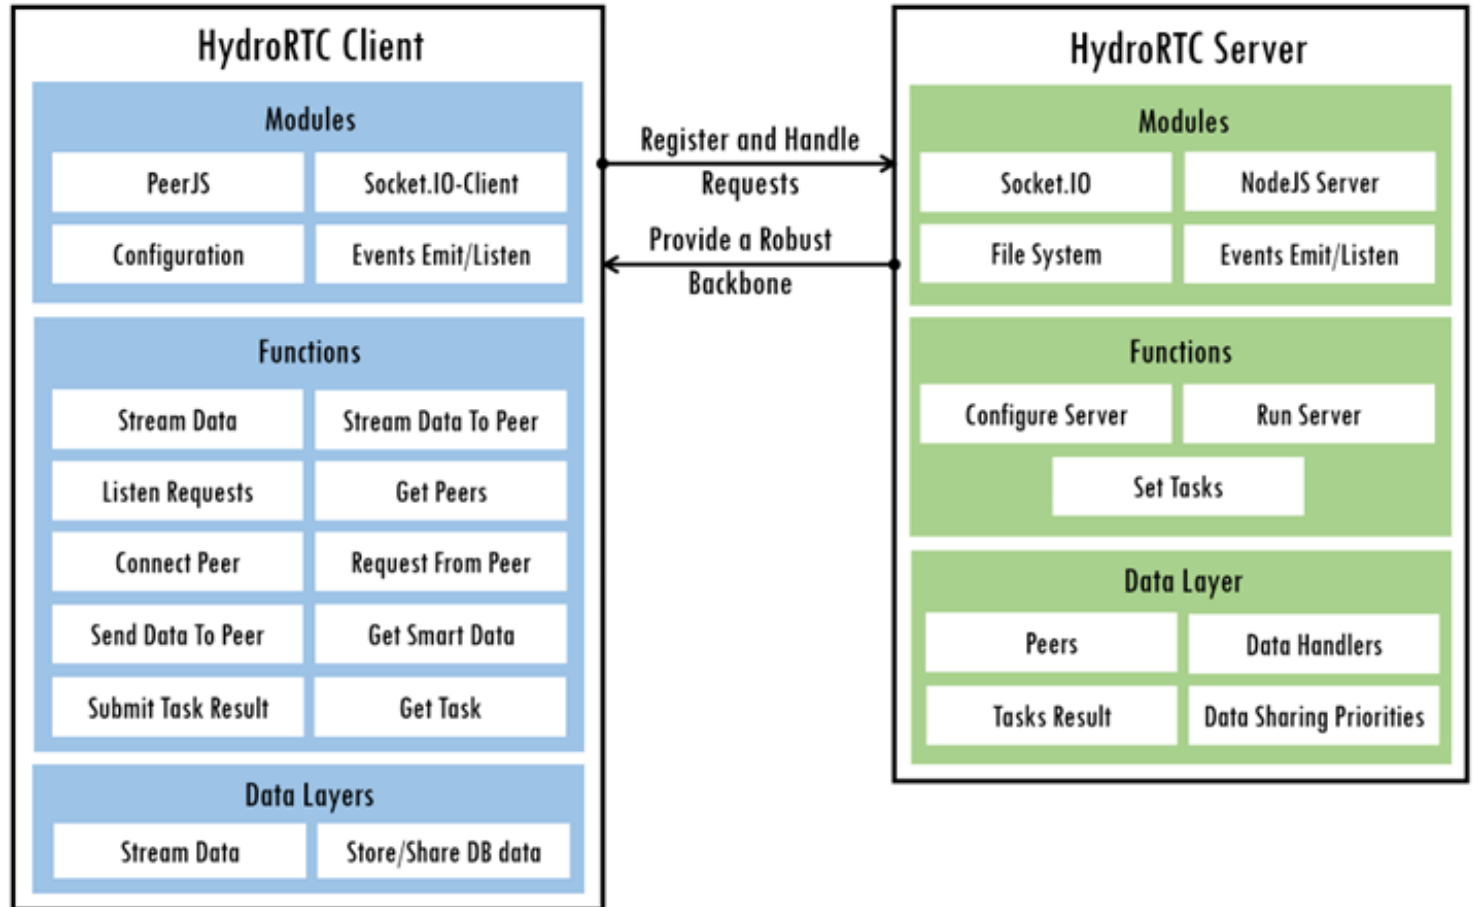 HydroRTC Client
Modules
PeerJS
Socket.IO-Client
Configuration
Events Emit/Listen
Functions
Stream Data
Stream Data To Peer
Listen Requests
Get Peers
Connect Peer
Request From Peer
Send Data To Peer
Get Smart Data
Submit Task Result
Get Task
Data Layers
Stream Data
Store/Share DB data
Register and Handle
Requests
Provide a Robust
Backbone
HydroRTC Server
Modules
Socket.IO
NodeJS Server
File System
Events Emit/Listen
Functions
Configure Server
Run Server
Set Tasks
Data Layer
Peers
Data Handlers
Tasks Result
Data Sharing Priorities